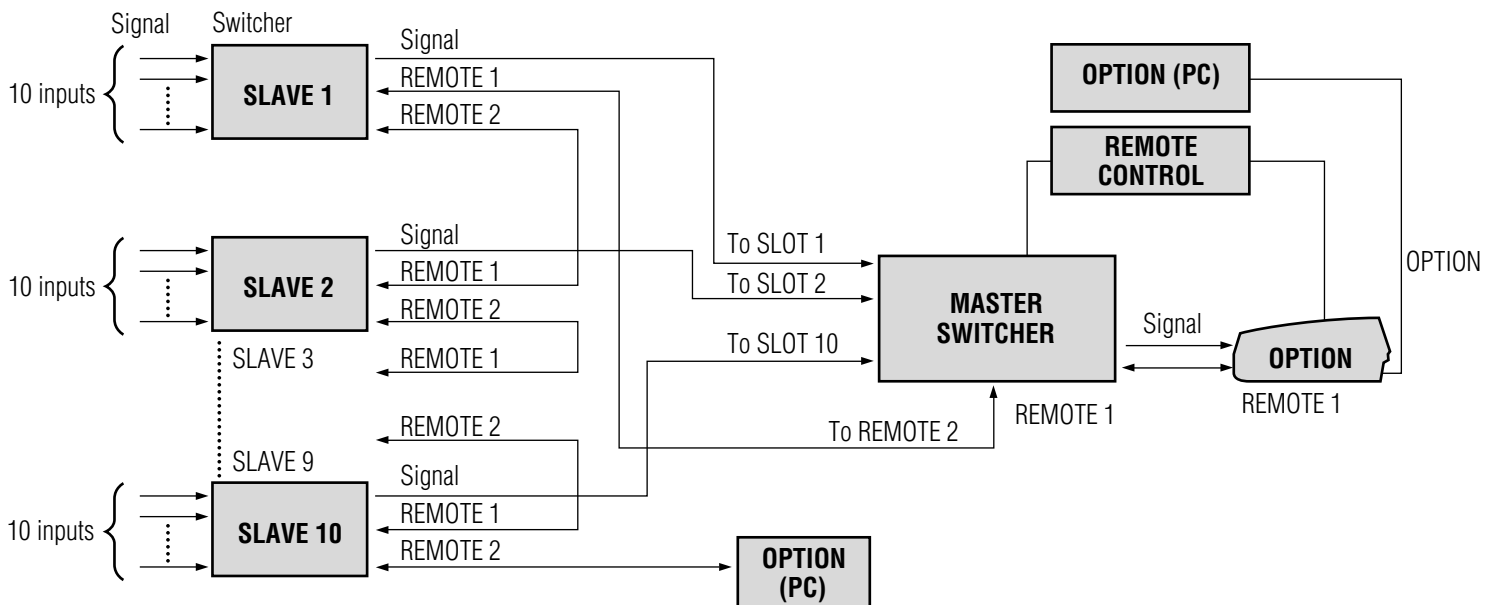 Signal
Switcher
10 inputs
SLAVE 1
Signal
REMOTE 1
REMOTE 2
10 inputs
SLAVE 2
Signal
REMOTE 1
REMOTE 2
SLAVE 3
REMOTE 1
REMOTE 2
SLAVE 9
10 inputs
SLAVE 10
Signal
REMOTE 1
REMOTE 2
OPTION
(PC)
To SLOT 1
To SLOT 2
To SLOT 10
To REMOTE 2
MASTER
SWITCHER
REMOTE 1
OPTION (PC)
REMOTE
CONTROL
Signal
OPTION
REMOTE 1
OPTION